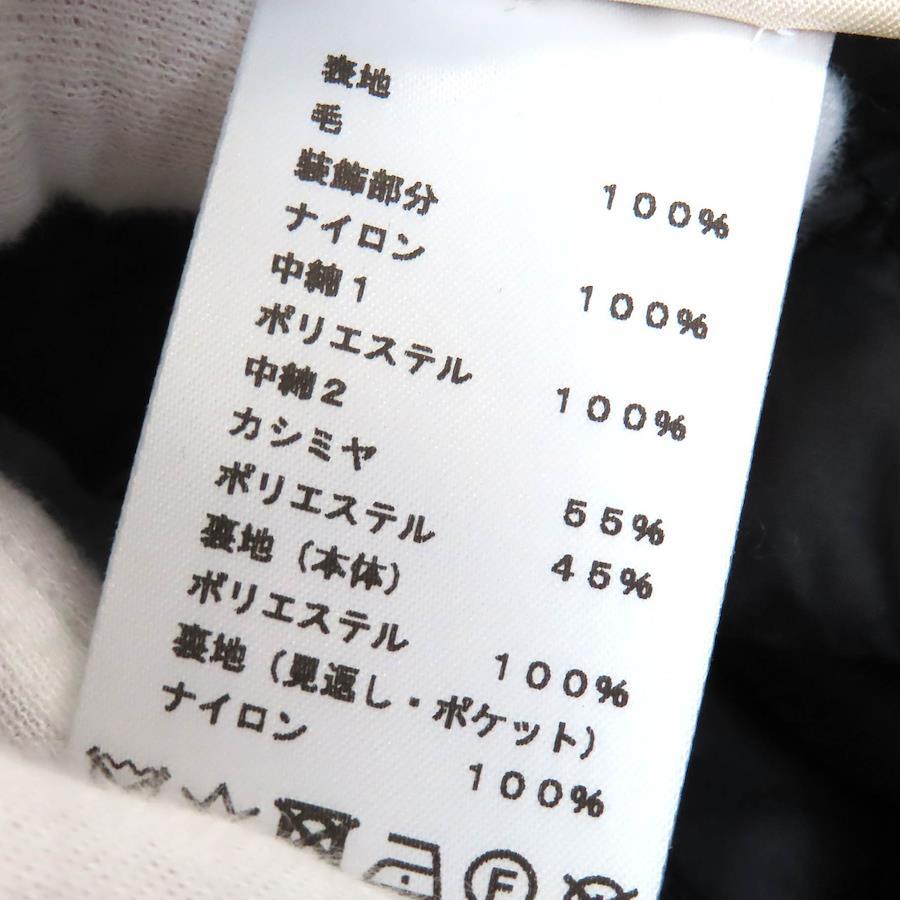 表地
毛 100%
装飾部分
ナイロン 100%
中綿1
ポリエステル 100%
中綿2
カシミヤ 55%
ポリエステル 45%
裏地(本体)
ポリエステル 100%
裏地(見返し・ポケット)
ナイロン 100%
F